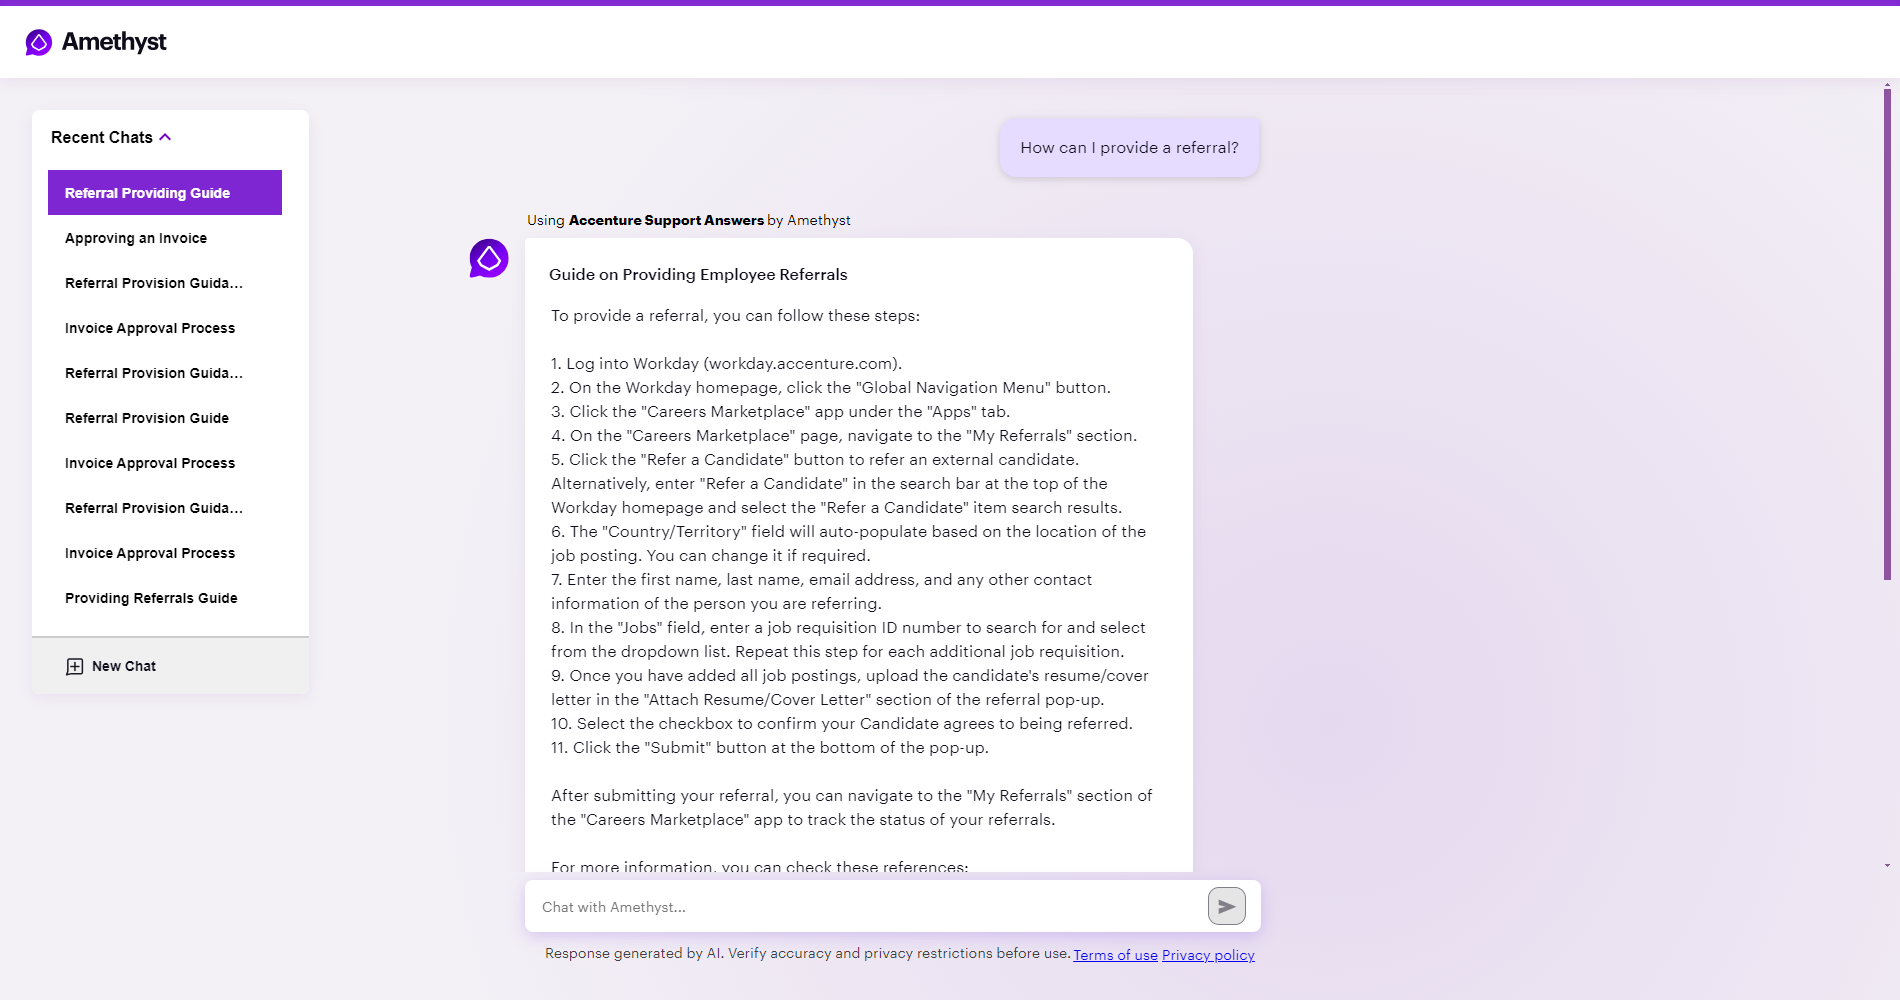 Amethyst
Recent Chats
Referral Providing Guide
Approving an Invoice
Referral Provision Guida...
Invoice Approval Process
Referral Provision Guida...
Referral Provision Guide
Invoice Approval Process
Referral Provision Guida...
Invoice Approval Process
Providing Referrals Guide
New Chat
How can I provide a referral?
Using Accenture Support Answers by Amethyst
Guide on Providing Employee Referrals
To provide a referral, you can follow these steps:
1. Log into Workday (workday.accenture.com).
2. On the Workday homepage, click the "Global Navigation Menu" button.
3. Click the "Careers Marketplace" app under the "Apps" tab.
4. On the "Careers Marketplace" page, navigate to the "My Referrals" section.
5. Click the "Refer a Candidate" button to refer an external candidate.
Alternatively, enter "Refer a Candidate" in the search bar at the top of the
Workday homepage and select the "Refer a Candidate" item search results.
6. The "Country/Territory" field will auto-populate based on the location of the
job posting. You can change it if required.
7. Enter the first name, last name, email address, and any other contact
information of the person you are referring.
8. In the "Jobs" field, enter a job requisition ID number to search for and select
from the dropdown list. Repeat this step for each additional job requisition.
9. Once you have added all job postings, upload the candidate's resume/cover
letter in the "Attach Resume/Cover Letter" section of the referral pop-up.
10. Select the checkbox to confirm your Candidate agrees to being referred.
11. Click the "Submit" button at the bottom of the pop-up.
After submitting your referral, you can navigate to the "My Referrals" section of
the "Careers Marketplace" app to track the status of your referrals.
For more information, you can check these references:
Chat with Amethyst...
Response generated by AI. Verify accuracy and privacy restrictions before use. Terms of use Privacy policy